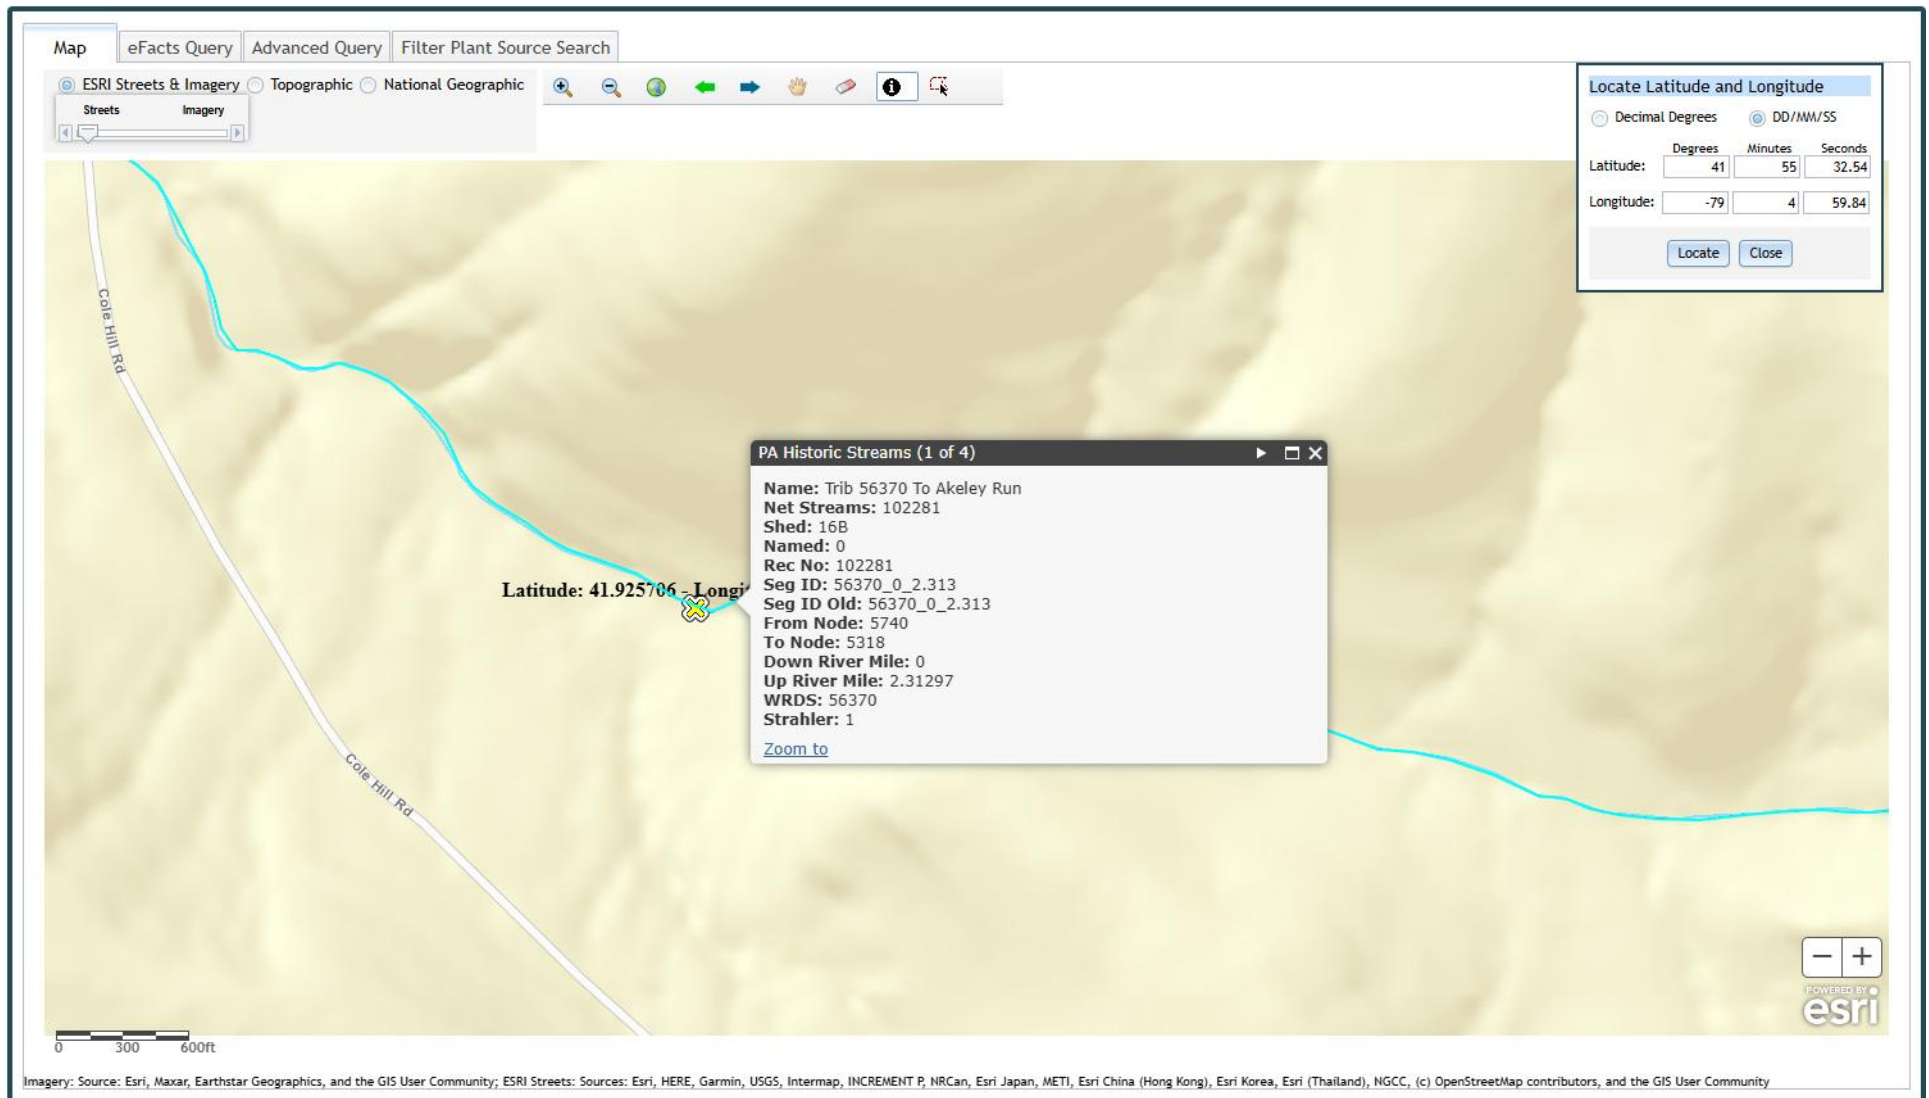 Map
eFacts Query
Advanced Query
Filter Plant Source Search
ESRI Streets & Imagery
Topographic
National Geographic
Streets
Imagery
Locate Latitude and Longitude
Decimal Degrees
DD/MM/SS
Degrees Minutes Seconds
Latitude: 41 55 32.54
Longitude: -79 4 59.84
Locate
Close
Cole Hill Rd
PA Historic Streams (1 of 4)
Name: Trib 56370 To Akeley Run
Net Streams: 102281
Shed: 16B
Named: 0
Rec No: 102281
Seg ID: 56370_0_2.313
Seg ID Old: 56370_0_2.313
From Node: 5740
To Node: 5318
Down River Mile: 0
Up River Mile: 2.31297
WRDS: 56370
Strahler: 1
Zoom to
Latitude: 41.925706 - Longit
Cole Hill Rd
POWERED BY
esri
0 300 600ft
Imagery: Source: Esri, Maxar, Earthstar Geographics, and the GIS User Community; ESRI Streets: Sources: Esri, HERE, Garmin, USGS, Intermap, INCREMENT P, NRCan, Esri Japan, METI, Esri China (Hong Kong), Esri Korea, Esri (Thailand), NGCC, (c) OpenStreetMap contributors, and the GIS User Community